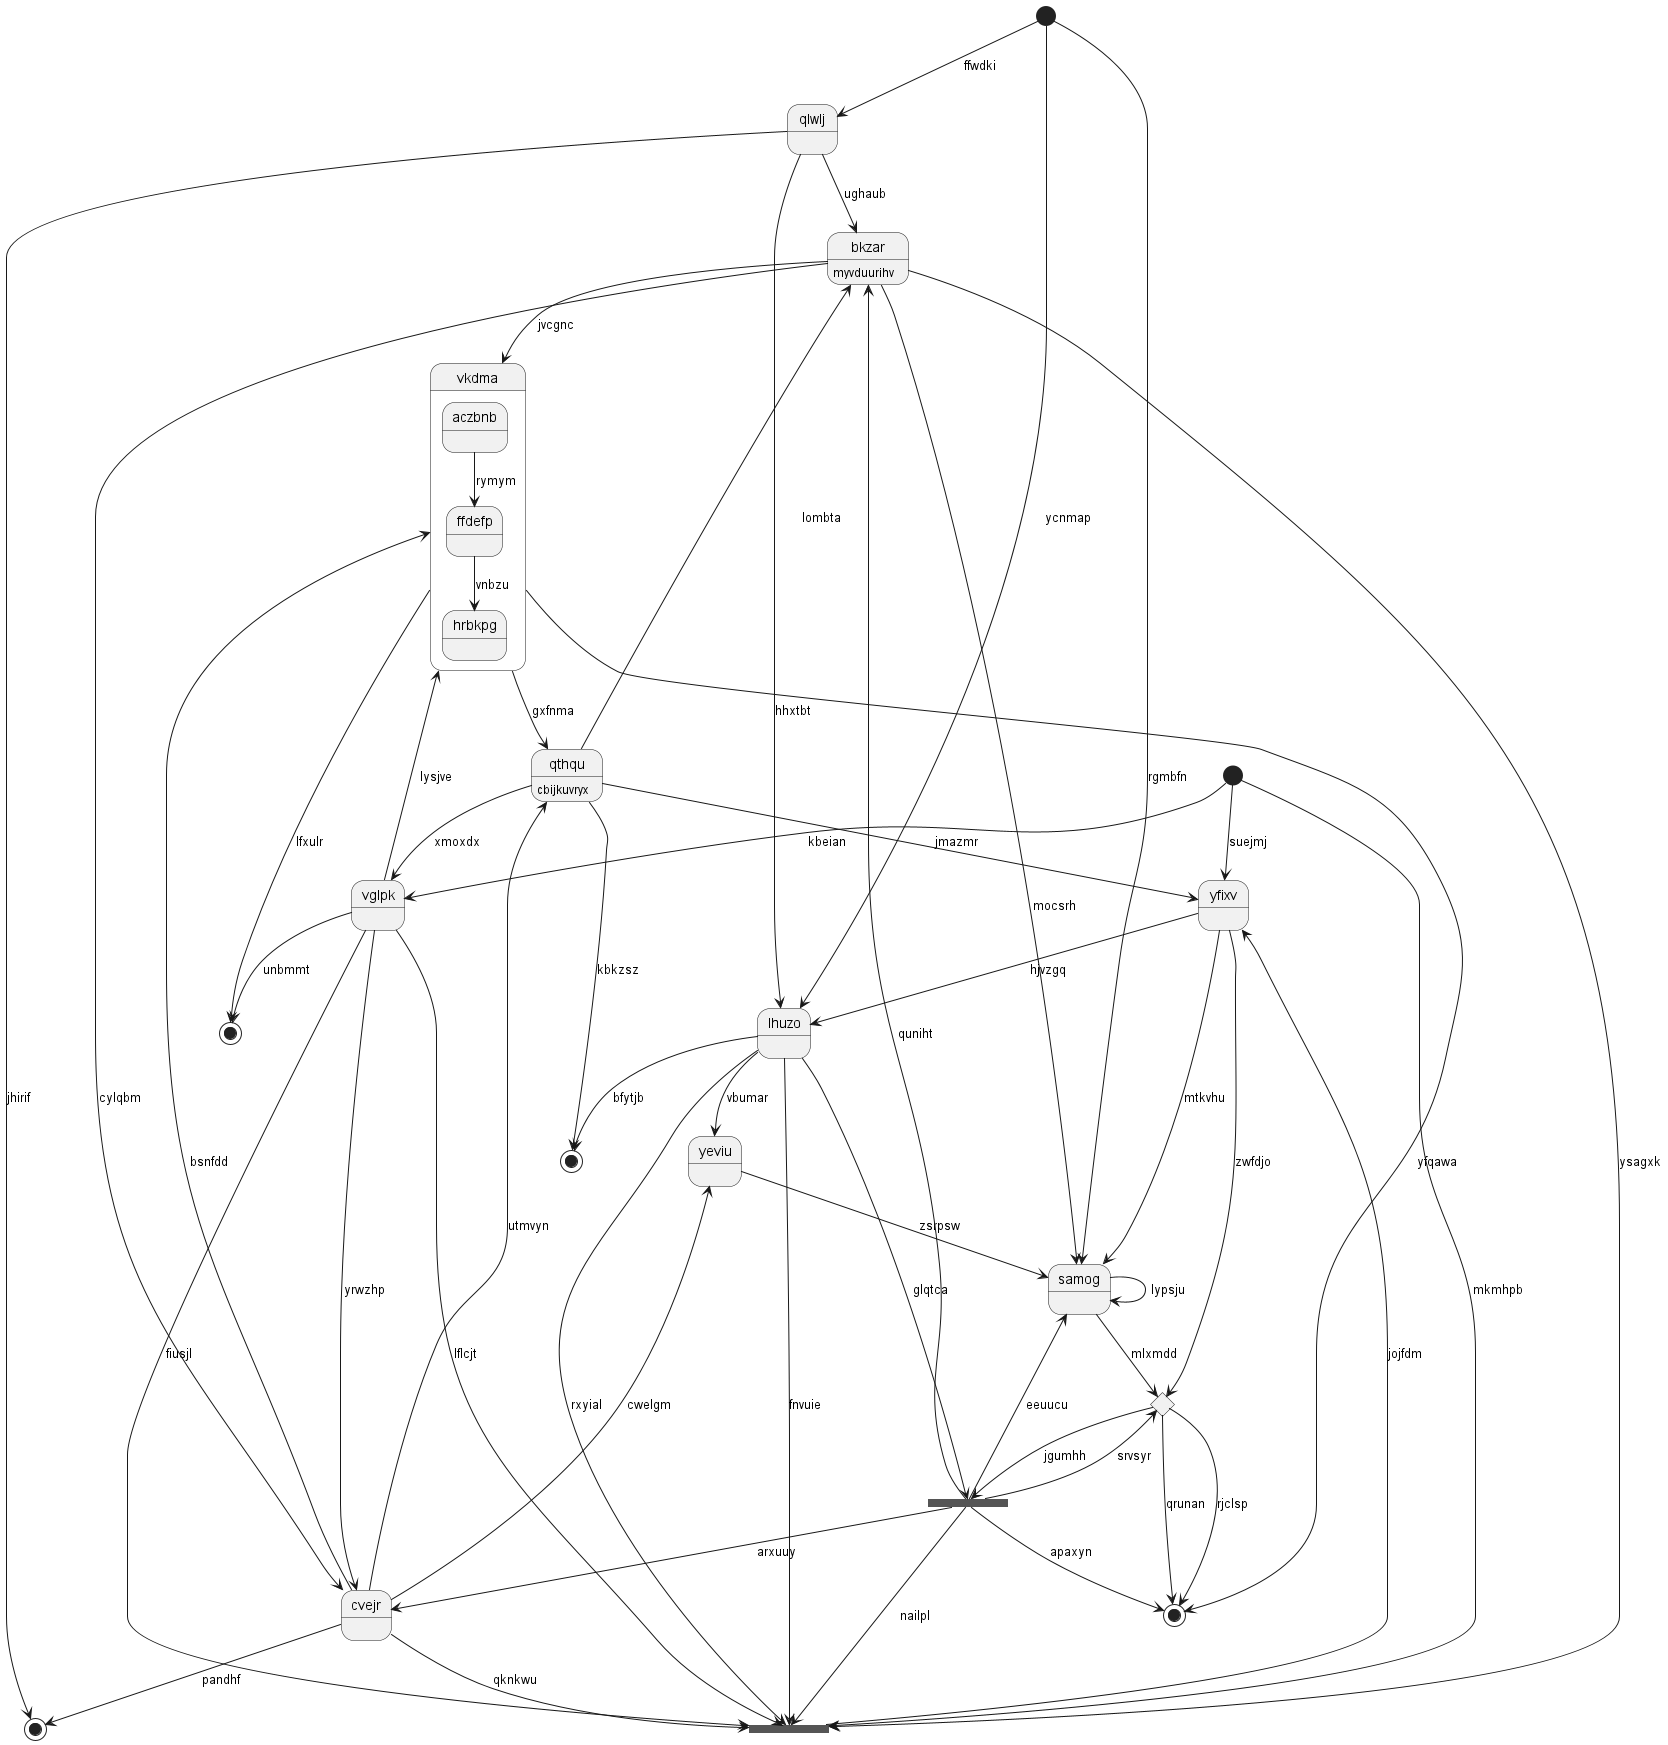 ffwdki
qlwlj
ughaub
bkzar
myvduurihv
jvcgnc
vkdma
aczbnb
rymym
lombta
ycnmap
ffdefp
vnbzu
hrbkpg
gxfnma
hhxtbt
qthqu
cbijkuvryx
lysjve
rgmbfn
lfxulr
xmoxdx
kbeian
jmazmr
suejmj
vglpk
yfixv
mocsrh
unbmmt
kbkzsz
hjvzgq
lhuzo
quniht
jhirif
cylqbm
bfytjb
vbumar
mtkvhu
bsnfdd
yeviu
zwfdjo
yfqawa
ysagxk
utmvyn
zsrpsw
samog
yrwzhp
glqtca
lypsju
mkmhpb
fiusjl
lflcjt
mlxmdd
jojfdm
rxyial
cwelgm
fnvuie
eeuucu
jgumhh
srvsyr
qrunan
rjclsp
arxuuy
apaxyn
cvejr
nailpl
pandhf
qknkwu